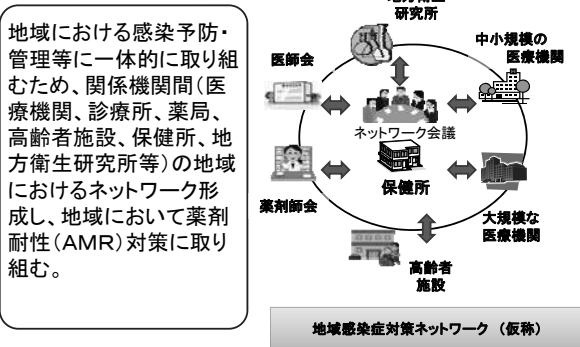 地域における感染予防・
管理等に一体的に取り組
むため、関係機関間（医
療機関、診療所、薬局、
高齢者施設、保健所、地
方衛生研究所等）の地域
におけるネットワーク形
成し、地域において薬剤
耐性（ＡＭＲ）対策に取り
組む。
地方衛生
研究所
中小規模の
医療機関
医師会
ネットワーク会議
保健所
薬剤師会
大規模な
医療機関
高齢者
施設
地域感染症対策ネットワーク （仮称）